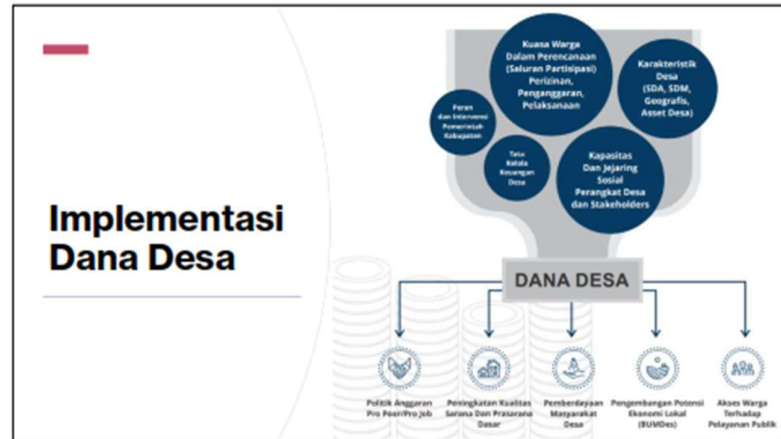 Implementasi
Dana Desa
Kuasa Warga
Dalam Perencanaan
(Saluran Partisipasi)
Perizinan,
Penganggaran,
Pelaksanaan
Karakteristik
Desa
(SDA, SDM,
Geografis,
Asset Desa)
Peran
dan Intervensi
Pemerintah
Kabupaten
Tata
Kelola
Keuangan
Desa
Kapasitas
Dan Jejaring
Sosial
Perangkat Desa
dan Stakeholders
DANA DESA
Politik Anggaran
Pro Poor/Pro Job
Peningkatan Kualitas
Sarana Dan Prasarana
Dasar
Pemberdayaan
Masyarakat
Desa
Pengembangan Potensi
Ekonomi Lokal
(BUMDes)
Akses Warga
Terhadap
Pelayanan Publik